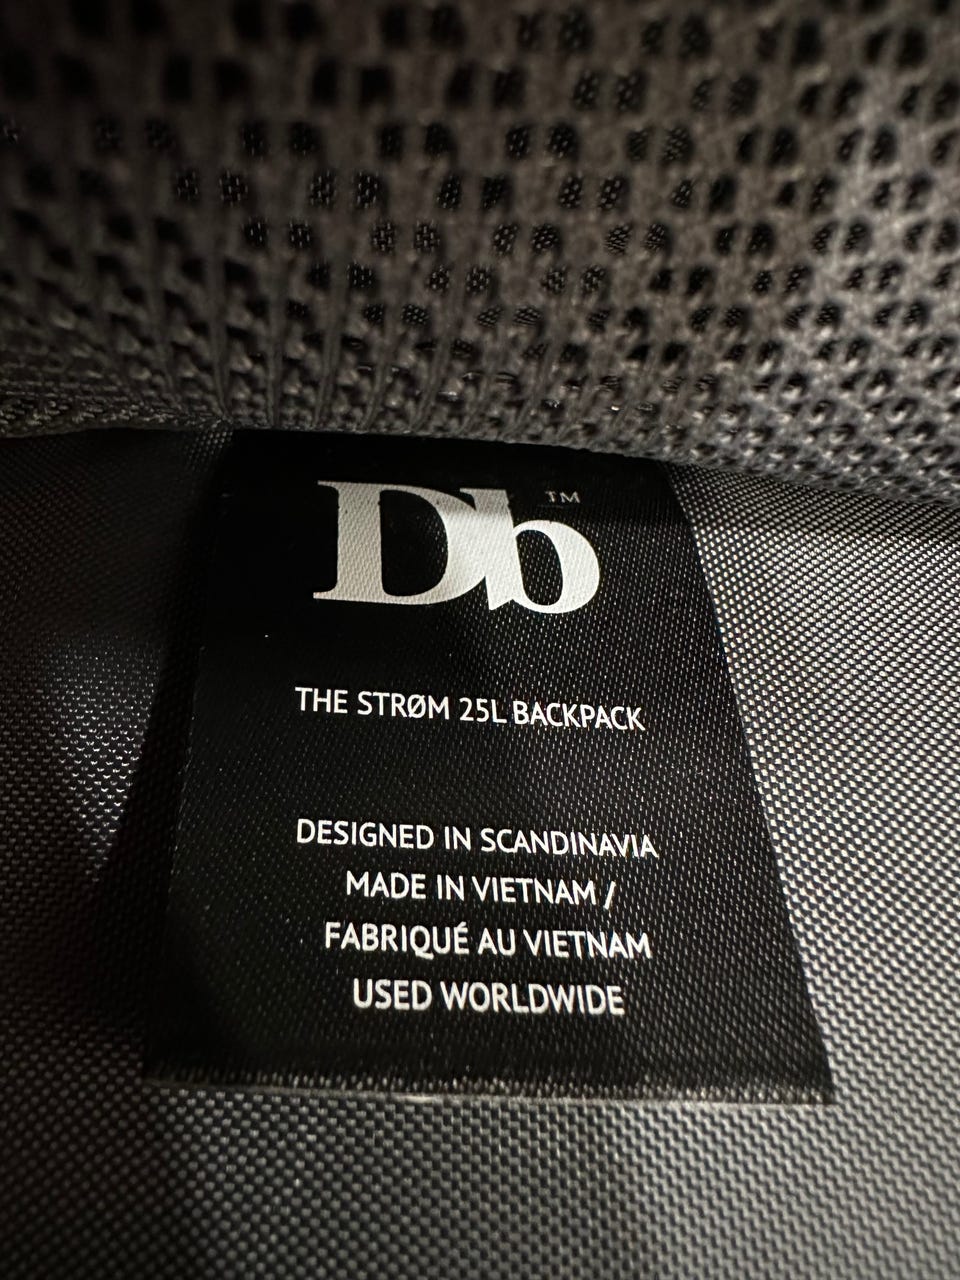 Db™
THE STRØM 25L BACKPACK
DESIGNED IN SCANDINAVIA
MADE IN VIETNAM /
FABRIQUÉ AU VIETNAM
USED WORLDWIDE